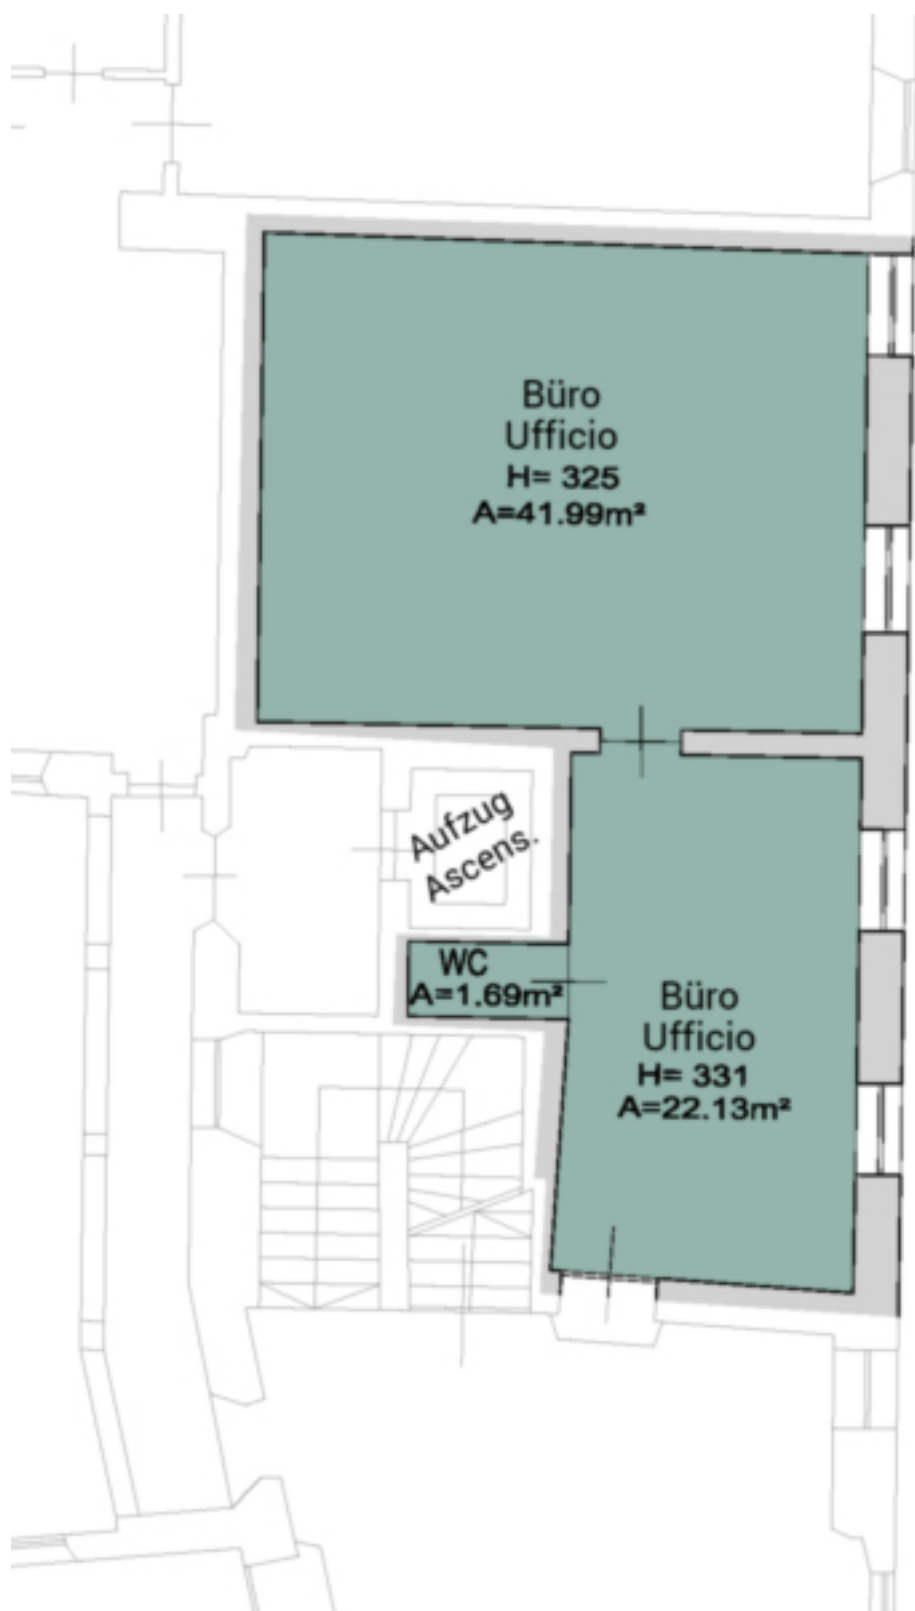 Büro
Ufficio
H= 325
A=41.99m²
Aufzug
Ascens.
WC
A=1.69m²
Büro
Ufficio
H= 331
A=22.13m²